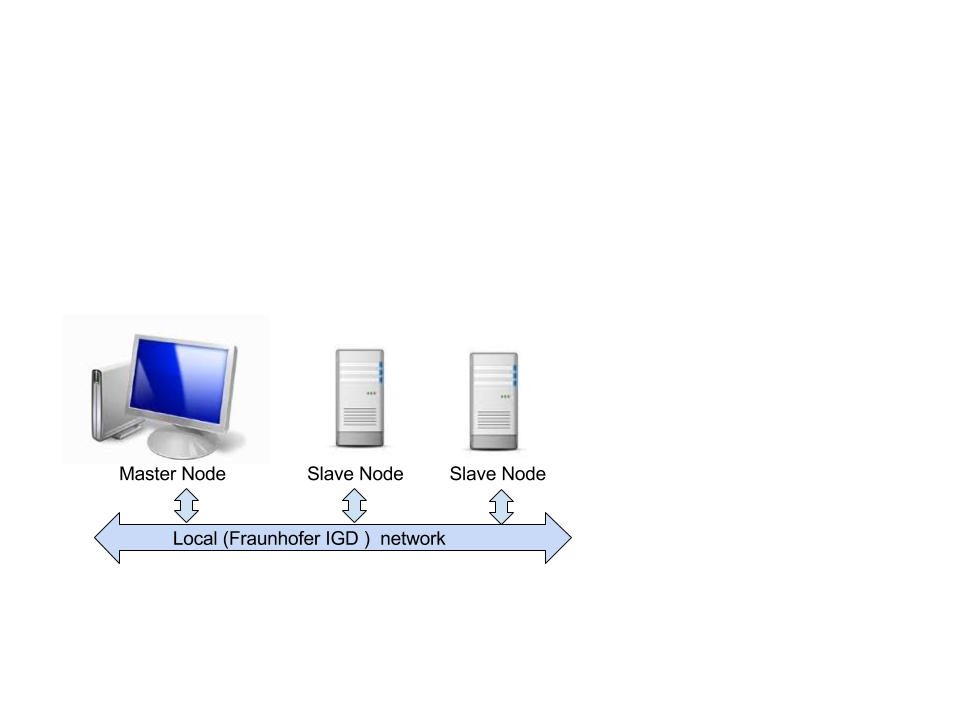 Master Node
Slave Node
Slave Node
Local (Fraunhofer IGD )  network